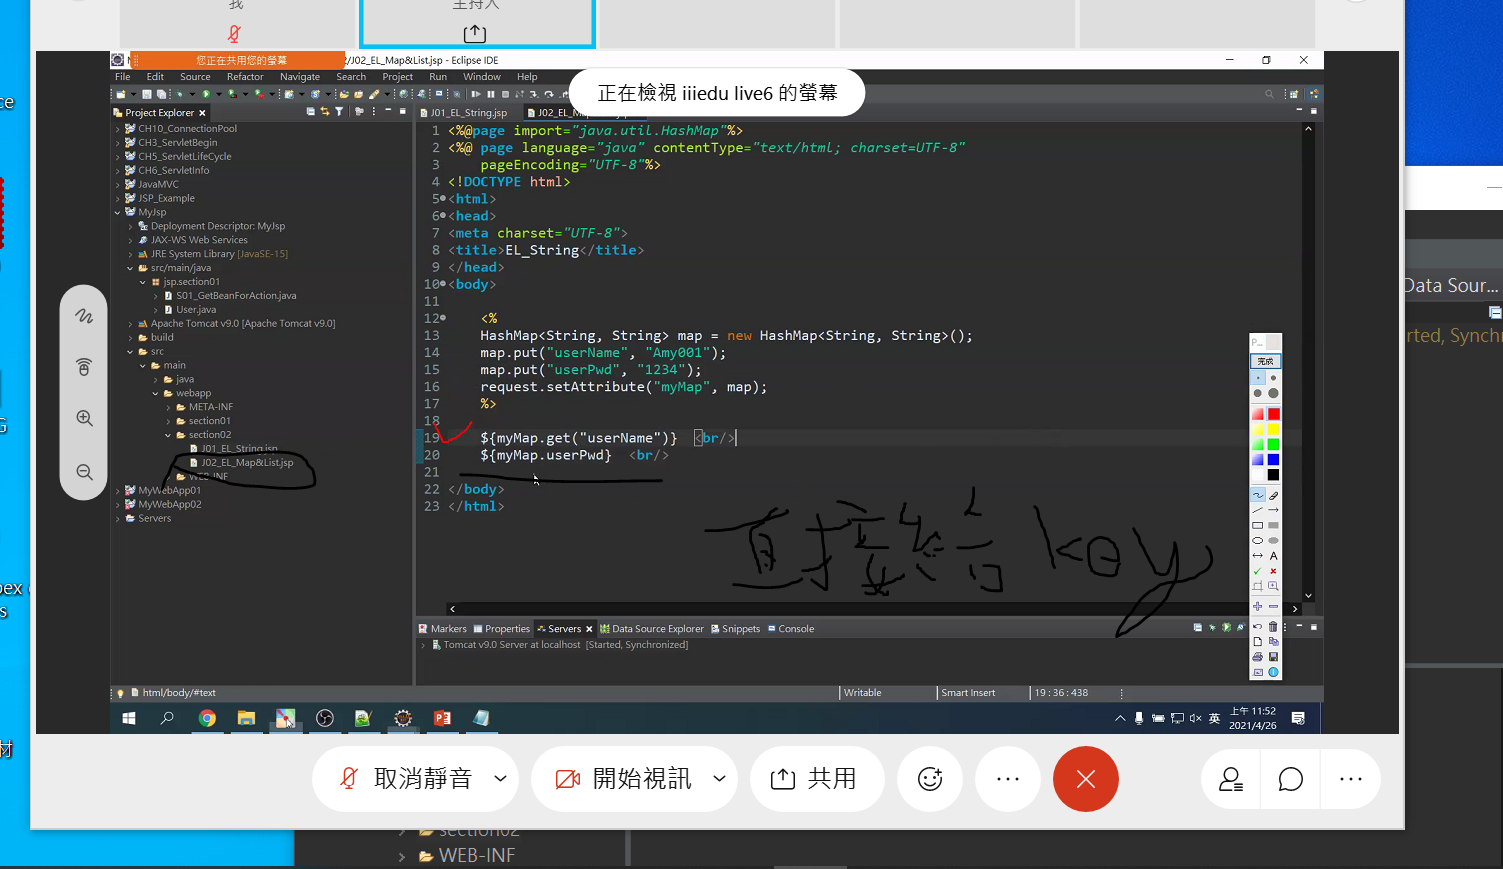 我
主持人
您正在共用您的螢幕
2/J02_EL_Map&List.jsp - Eclipse IDE
File Edit Source Refactor Navigate Search Project Run Window Help
正在檢視 iiiedu live6 的螢幕
Project Explorer
J01_EL_String.jsp
CH10_ConnectionPool
CH3_ServletBegin
CH5_ServletLifeCycle
CH6_ServletInfo
JavaMVC
JSP_Example
MyJsp
Deployment Descriptor: MyJsp
JAX-WS Web Services
JRE System Library [JavaSE-15]
src/main/java
jsp.section01
S01_GetBeanForAction.java
User.java
Apache Tomcat v9.0 [Apache Tomcat v9.0]
build
src
main
java
webapp
META-INF
section01
section02
J01_EL_String.jsp
J02_EL_Map&List.jsp
WEB-INF
MyWebApp01
MyWebApp02
Servers
1 <%@page import="java.util.HashMap"%>
2 <%@ page language="java" contentType="text/html; charset=UTF-8"
3 pageEncoding="UTF-8"%>
4 <!DOCTYPE html>
5 <html>
6 <head>
7 <meta charset="UTF-8">
8 <title>EL_String</title>
9 </head>
10 <body>
11
12 <%
13 HashMap<String, String> map = new HashMap<String, String>();
14 map.put("userName", "Amy001");
15 map.put("userPwd", "1234");
16 request.setAttribute("myMap", map);
17 %>
18
19 ${myMap.get("userName")} <br/>
20 ${myMap.userPwd} <br/>
21
22 </body>
23 </html>
key
完成
Markers Properties Servers Data Source Explorer Snippets Console
Tomcat v9.0 Server at localhost [Started, Synchronized]
html/body/#text
Writable
Smart Insert
19 : 36 : 438
英
上午 11:52
2021/4/26
取消靜音
開始視訊
共用
Data Sour...
rted, Synchr
section02
WEB-INF
材